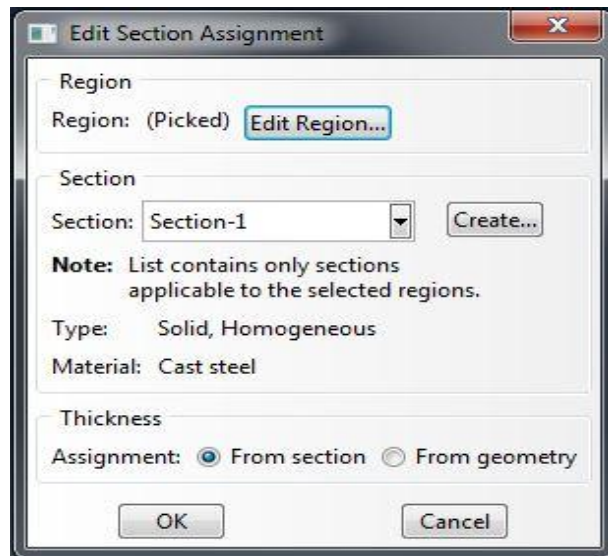 Edit Section Assignment
Region
Region: (Picked) Edit Region...
Section
Section: Section-1 Create...
Note: List contains only sections
applicable to the selected regions.
Type: Solid, Homogeneous
Material: Cast steel
Thickness
Assignment: From section From geometry
OK Cancel